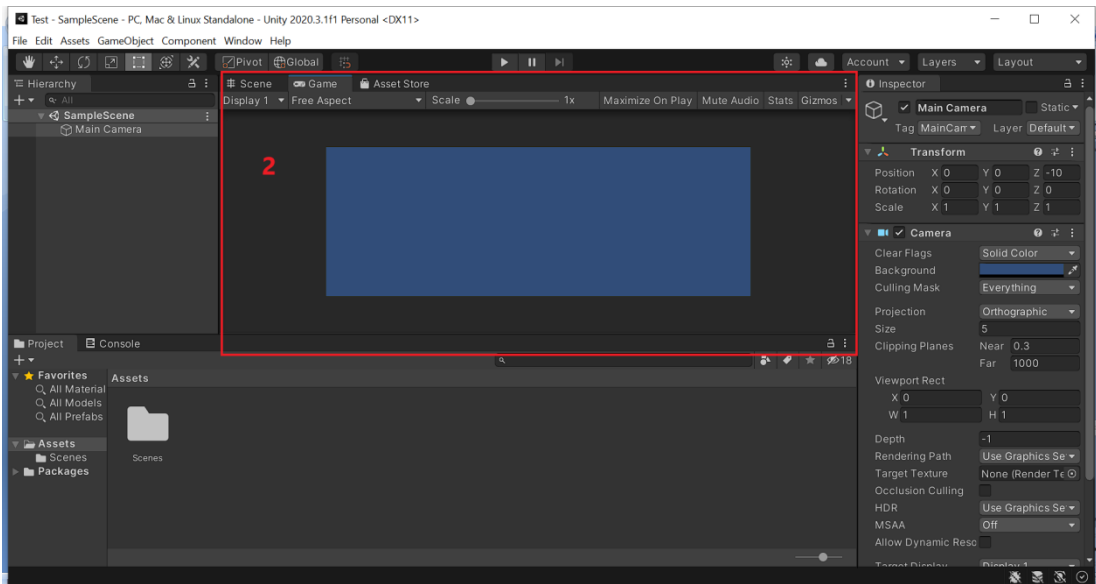 Test - SampleScene - PC, Mac & Linux Standalone - Unity 2020.3.1f1 Personal <DX11>
File Edit Assets GameObject Component Window Help
Pivot Global Account Layers Layout
Hierarchy
All
SampleScene
Main Camera
Scene Game Asset Store
Display 1 Free Aspect Scale 1x Maximize On Play Mute Audio Stats Gizmos
2
Inspector
Main Camera Static
Tag MainCam Layer Default
Transform
Position X 0 Y 0 Z -10
Rotation X 0 Y 0 Z 0
Scale X 1 Y 1 Z 1
Camera
Clear Flags Solid Color
Background
Culling Mask Everything
Projection Orthographic
Size 5
Clipping Planes Near 0.3
Far 1000
Viewport Rect
X 0 Y 0
W 1 H 1
Depth -1
Rendering Path Use Graphics Se
Target Texture None (Render Te
Occlusion Culling
HDR Use Graphics Se
MSAA Off
Allow Dynamic Reso
Target Display Display 1
Project Console
18
Favorites
All Material
All Models
All Prefabs
Assets
Scenes
Packages
Assets
Scenes